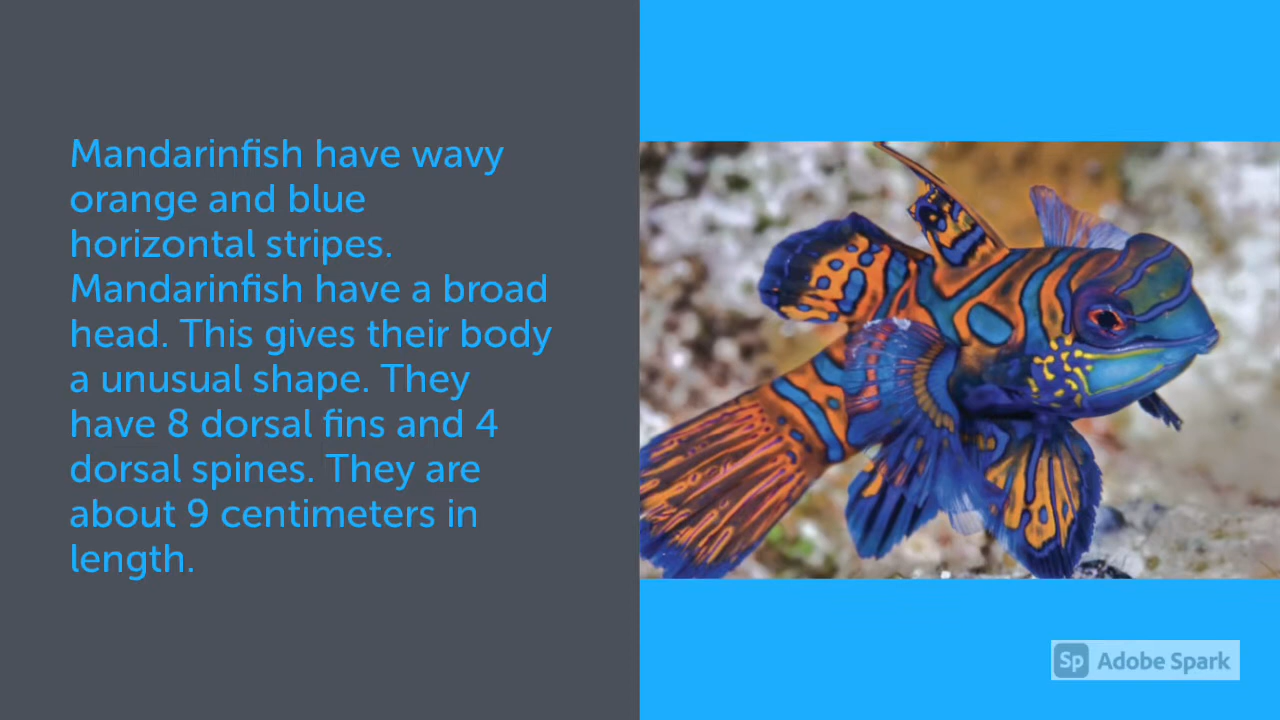 Mandarinfish have wavy
orange and blue
horizontal stripes.
Mandarinfish have a broad
head. This gives their body
a unusual shape. They
have 8 dorsal fins and 4
dorsal spines. They are
about 9 centimeters in
length.
Sp Adobe Spark